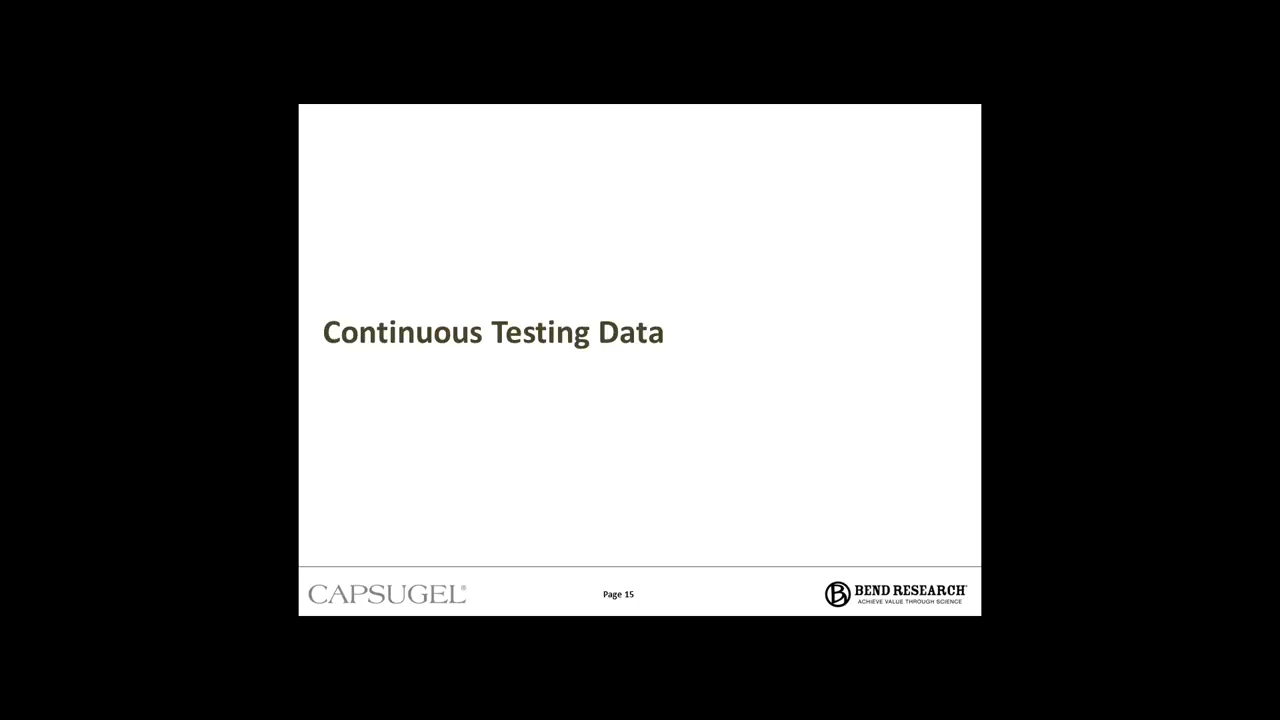 Continuous Testing Data
CAPSUGEL®
Page 15
BEND RESEARCH
ACHIEVE VALUE THROUGH SCIENCE